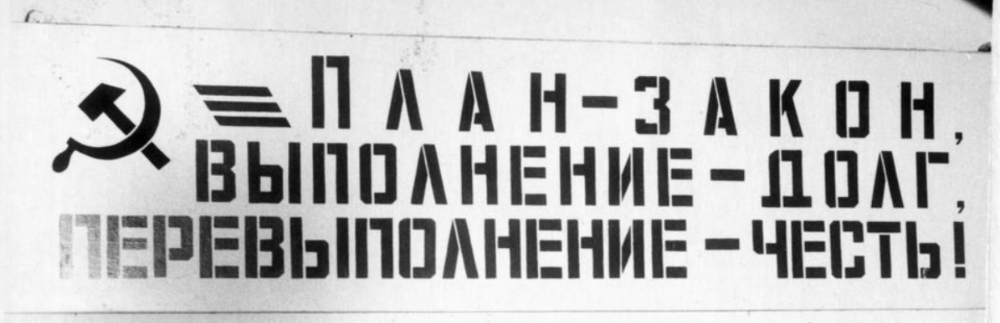 План-ЗАКОН,
ВЫПОЛНЕНИЕ-ДОЛГ,
ПЕРЕВЫПОЛНЕНИЕ-ЧЕСТЬ!